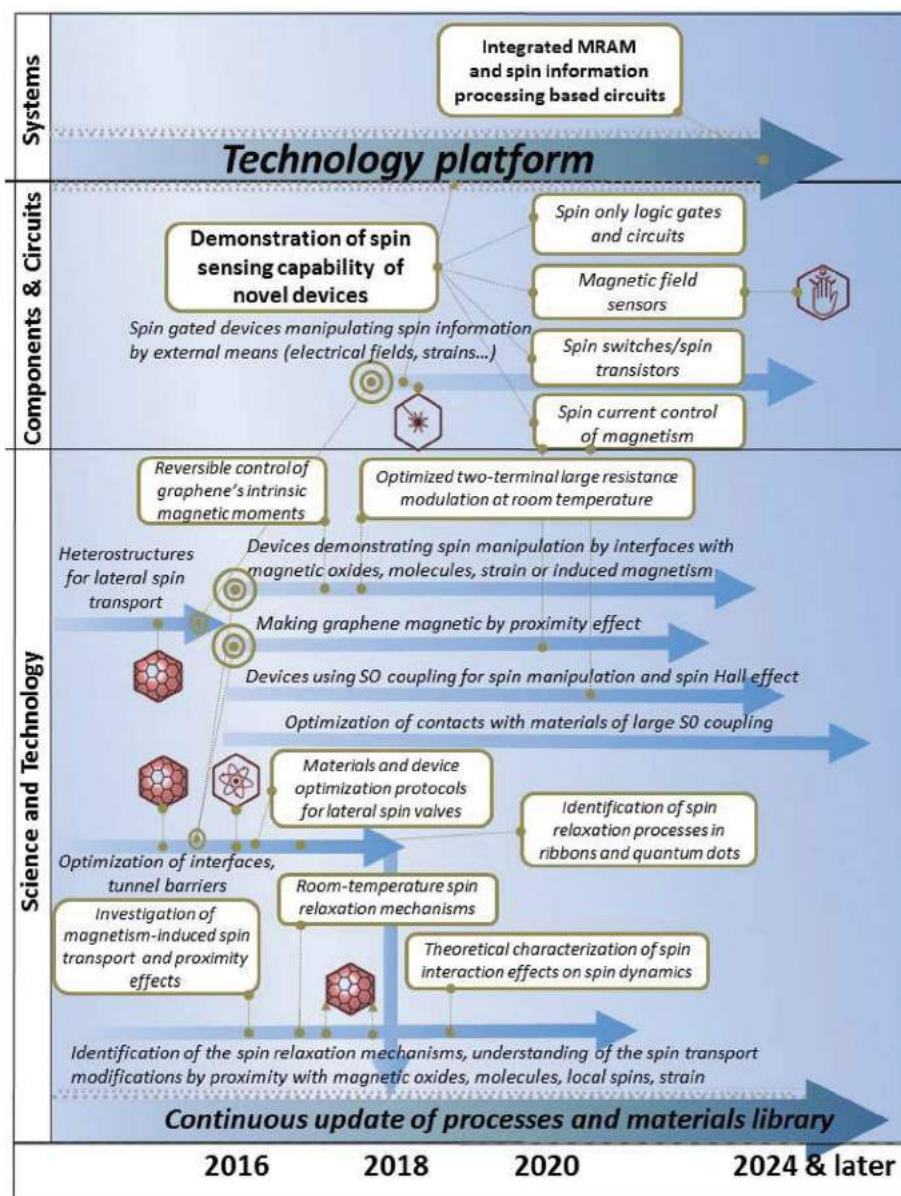 Systems
Integrated MRAM
and spin information
processing based circuits
Technology platform
Components & Circuits
Demonstration of spin
sensing capability of
novel devices
Spin only logic gates
and circuits
Magnetic field
sensors
Spin gated devices manipulating spin information
by external means (electrical fields, strains...)
Spin switches/spin
transistors
Spin current control
of magnetism
Science and Technology
Reversible control of
graphene's intrinsic
magnetic moments
Optimized two-terminal large resistance
modulation at room temperature
Heterostructures
for lateral spin
transport
Devices demonstrating spin manipulation by interfaces with
magnetic oxides, molecules, strain or induced magnetism
Making graphene magnetic by proximity effect
Devices using SO coupling for spin manipulation and spin Hall effect
Optimization of contacts with materials of large S0 coupling
Materials and device
optimization protocols
for lateral spin valves
Identification of spin
relaxation processes in
ribbons and quantum dots
Optimization of interfaces,
tunnel barriers
Room-temperature spin
relaxation mechanisms
Investigation of
magnetism-induced spin
transport and proximity
effects
Theoretical characterization of spin
interaction effects on spin dynamics
Identification of the spin relaxation mechanisms, understanding of the spin transport
modifications by proximity with magnetic oxides, molecules, local spins, strain
Continuous update of processes and materials library
2016 2018 2020 2024 & later